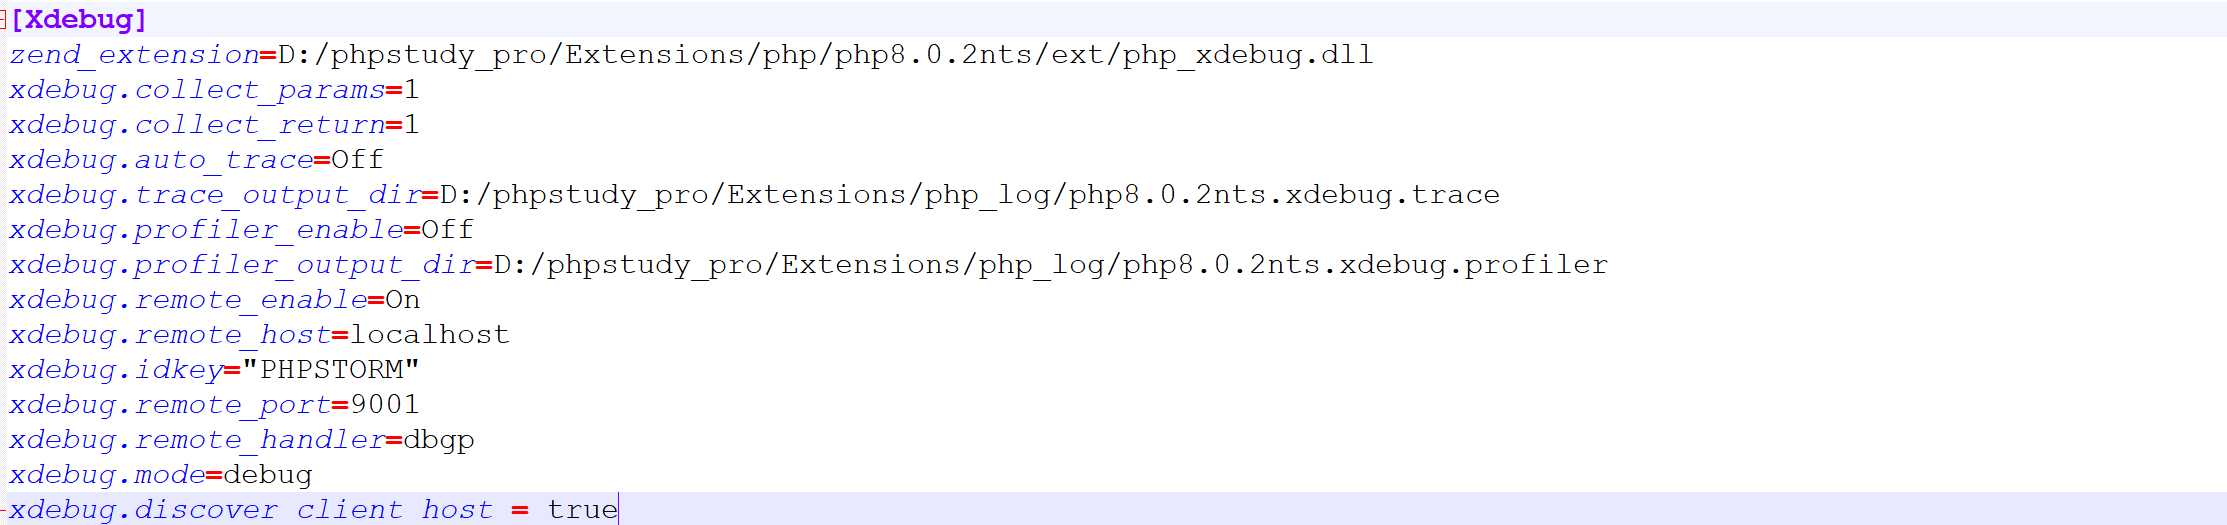 [Xdebug]
zend_extension=D:/phpstudy_pro/Extensions/php/php8.0.2nts/ext/php_xdebug.dll
xdebug.collect_params=1
xdebug.collect_return=1
xdebug.auto_trace=Off
xdebug.trace_output_dir=D:/phpstudy_pro/Extensions/php_log/php8.0.2nts.xdebug.trace
xdebug.profiler_enable=Off
xdebug.profiler_output_dir=D:/phpstudy_pro/Extensions/php_log/php8.0.2nts.xdebug.profiler
xdebug.remote_enable=On
xdebug.remote_host=localhost
xdebug.idkey="PHPSTORM"
xdebug.remote_port=9001
xdebug.remote_handler=dbgp
xdebug.mode=debug
xdebug.discover_client_host = true